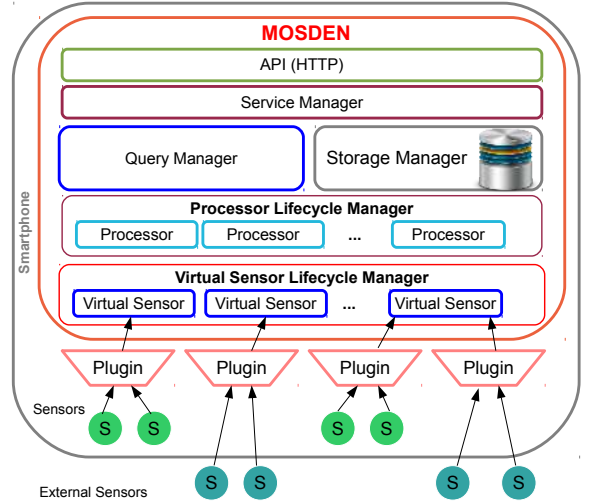 MOSDEN
API (HTTP)
Service Manager
Query Manager
Storage Manager
Processor Lifecycle Manager
Processor Processor ... Processor
Virtual Sensor Lifecycle Manager
Virtual Sensor Virtual Sensor ... Virtual Sensor
Smartphone
Plugin Plugin Plugin Plugin
Sensors
S S S S
S S S S
External Sensors